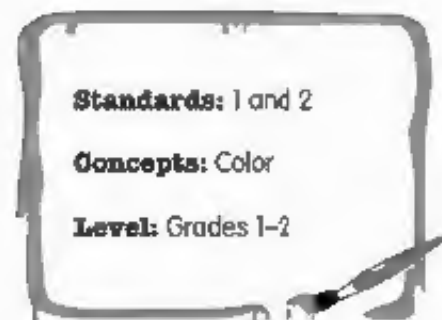 Standards: 1 and 2
Concepts: Color
Level: Grades 1–2